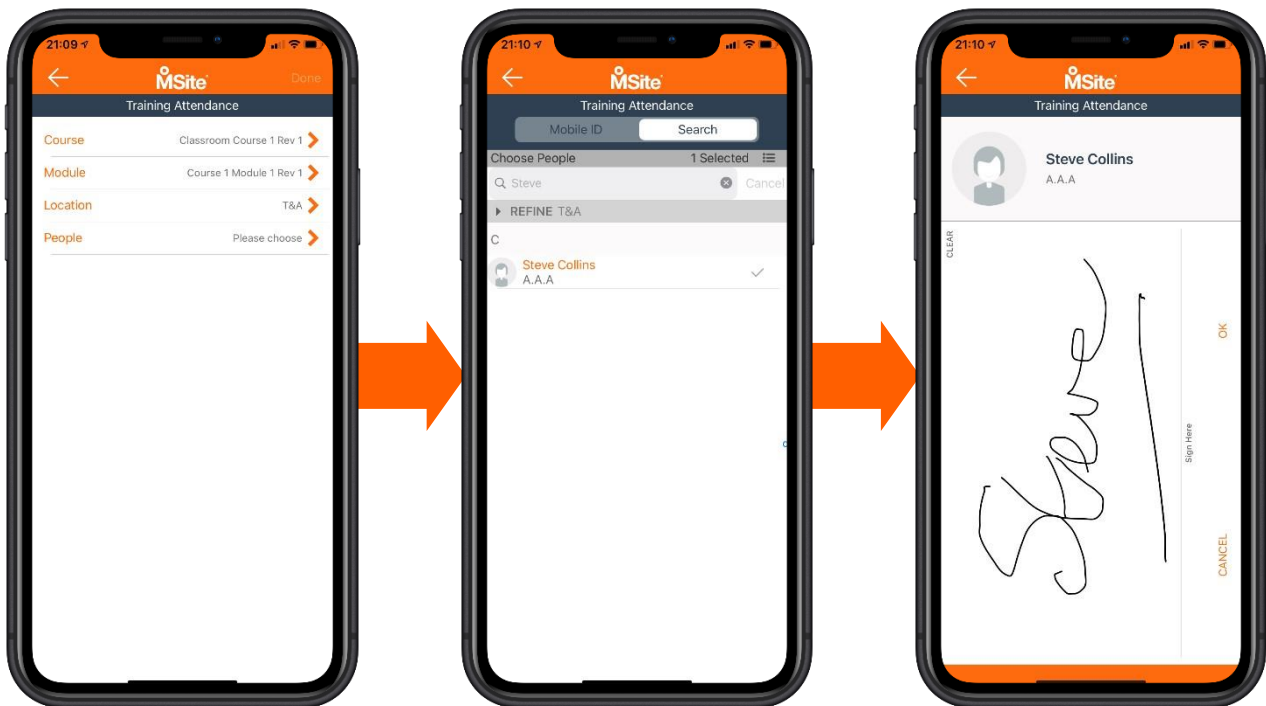 21:09
MSite
Done
Training Attendance
Course Classroom Course 1 Rev 1
Module Course 1 Module 1 Rev 1
Location T&A
People Please choose
21:10
MSite
Training Attendance
Mobile ID Search
Choose People 1 Selected
Steve Cancel
REFINE T&A
C
Steve Collins
A.A.A
21:10
MSite
Training Attendance
Steve Collins
A.A.A
CLEAR
Steve
Sign Here
CANCEL OK